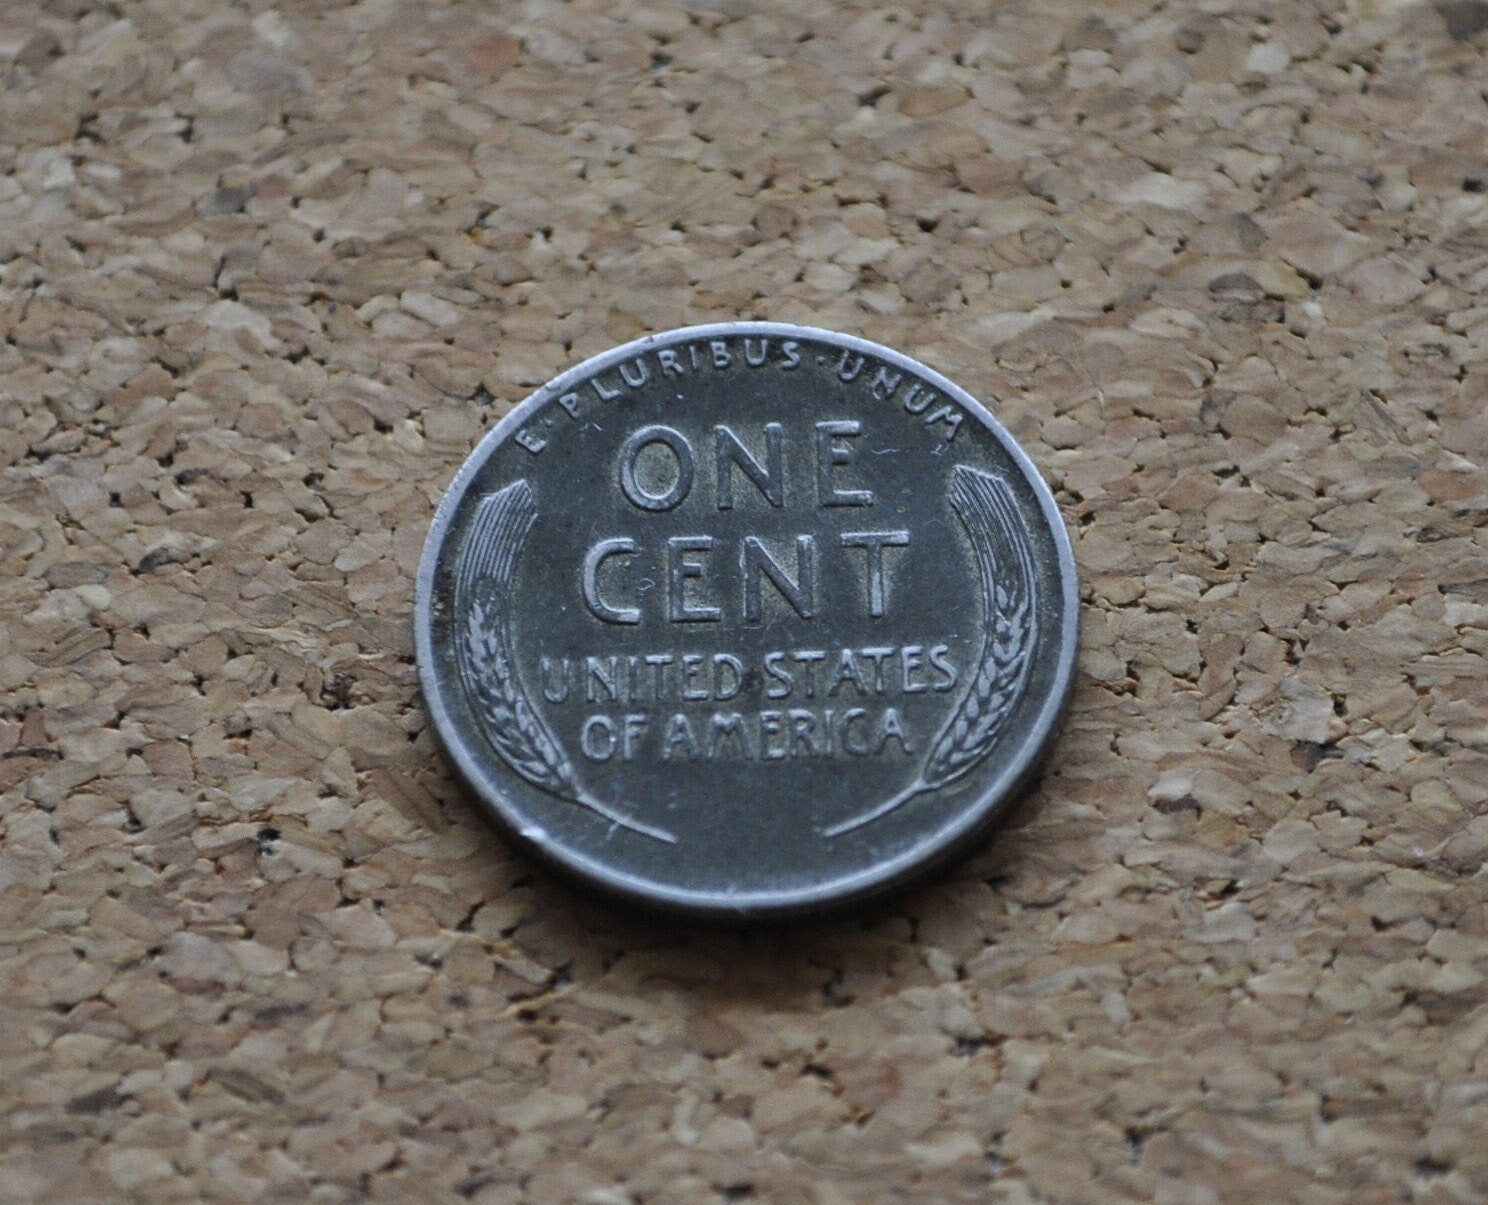 E·PLURIBUS·UNUM
ONE
CENT
UNITED STATES
OF AMERICA